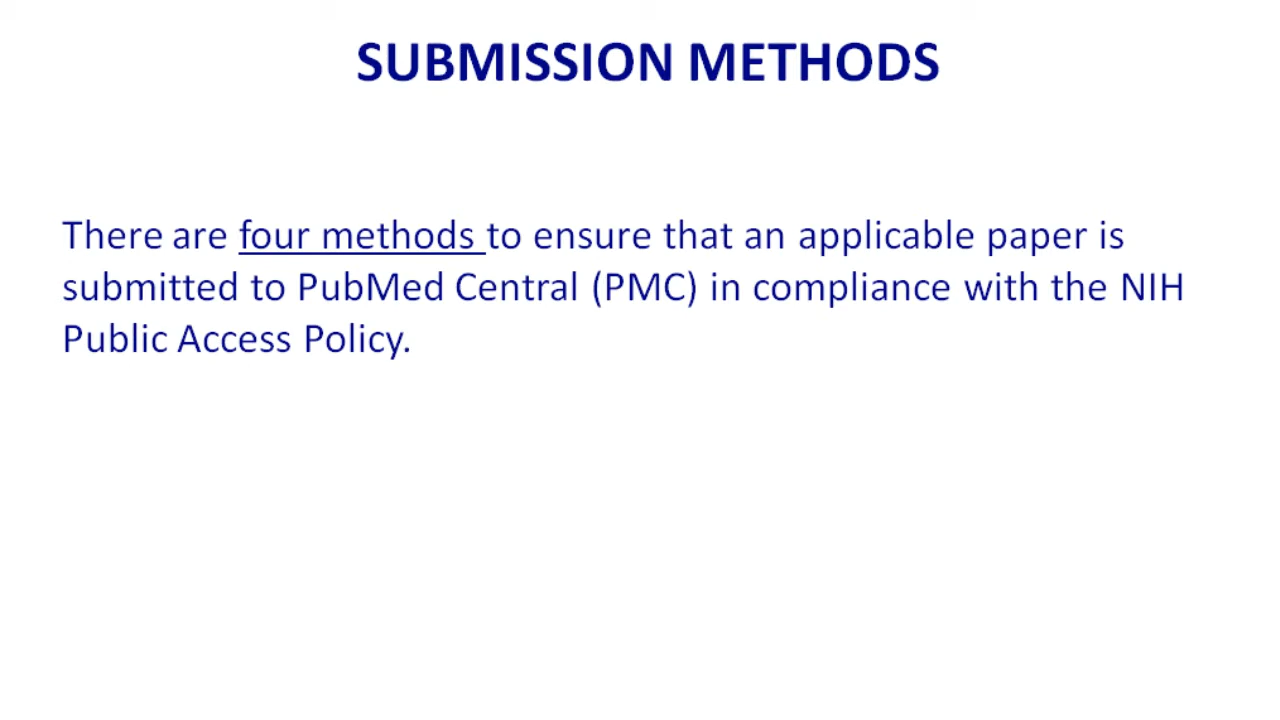 SUBMISSION METHODS
There are four methods to ensure that an applicable paper is
submitted to PubMed Central (PMC) in compliance with the NIH
Public Access Policy.